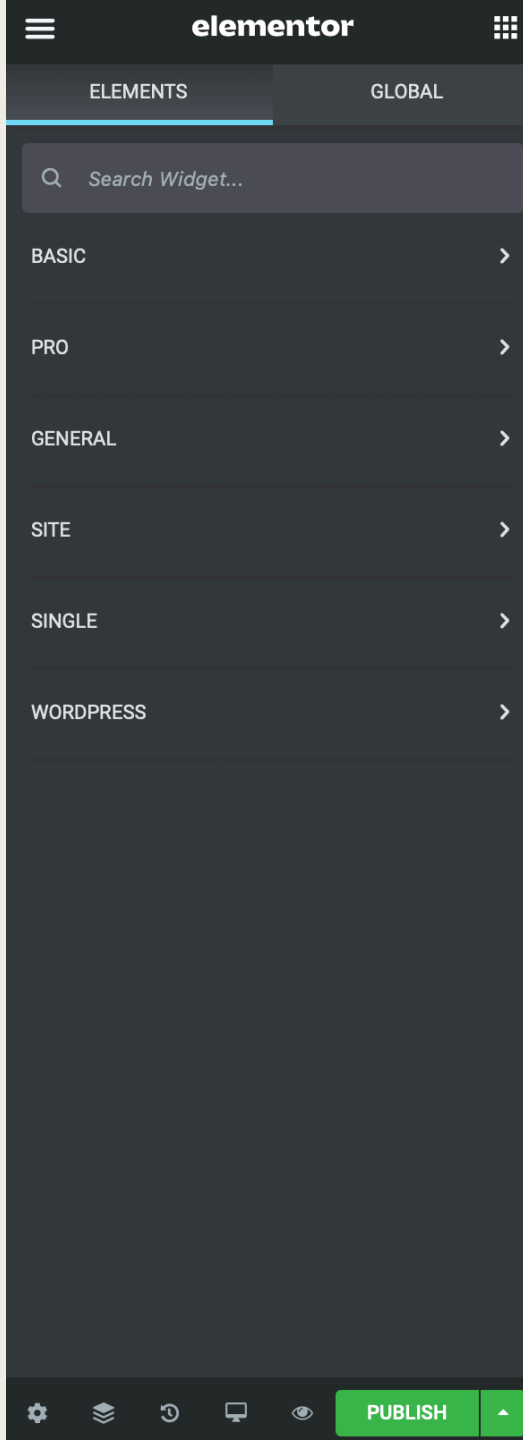 elementor
ELEMENTS GLOBAL
Search Widget...
BASIC
PRO
GENERAL
SITE
SINGLE
WORDPRESS
PUBLISH